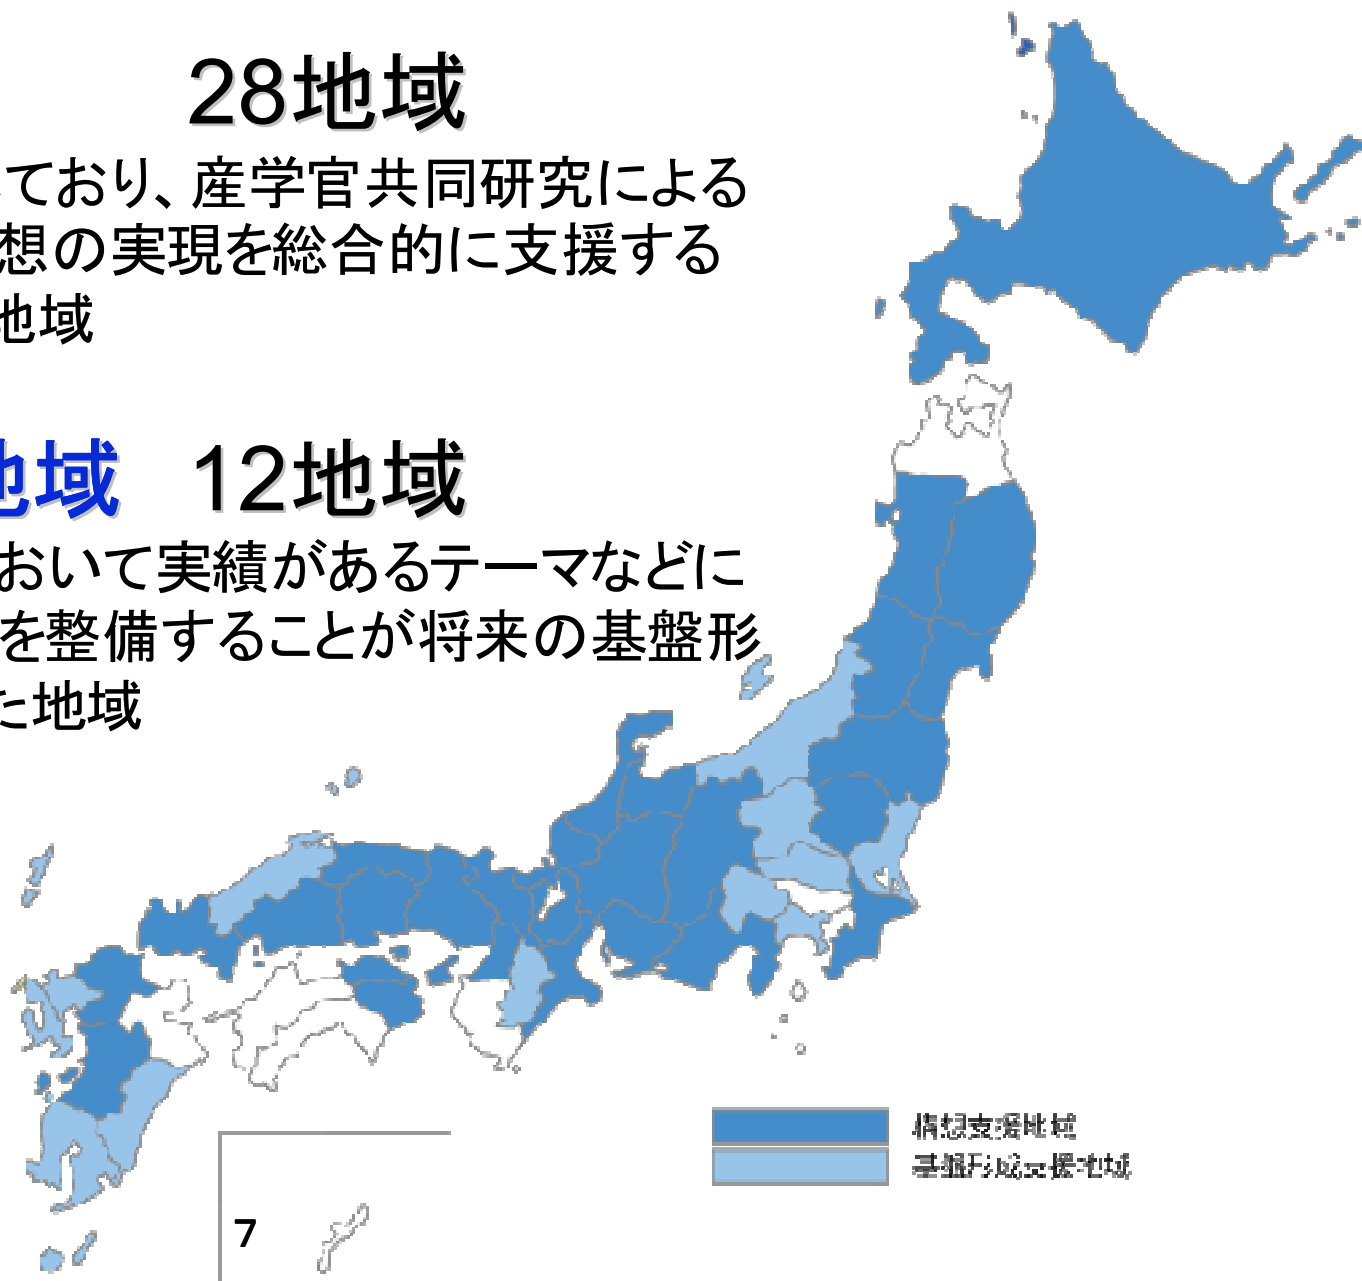 28地域
ており、産学官共同研究による
想の実現を総合的に支援する
地域
地域 12地域
おいて実績があるテーマなどに
を整備することが将来の基盤形
た地域
構想支援地域
基盤形成支援地域
7